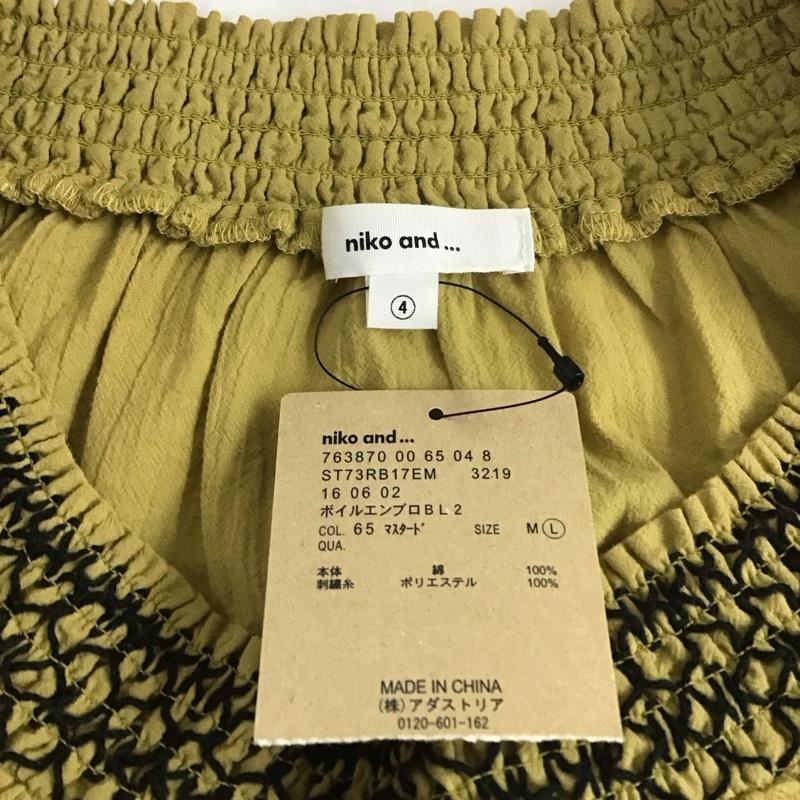 niko and ...
4
niko and ...
763870 00 65 04 8
ST73RB17EM 3219
16 06 02
ボイルエンブロBL2
COL. 65 ﾏｽﾀｰﾄﾞ SIZE M L
QUA.
本体 綿 100%
刺繍糸 ポリエステル 100%
MADE IN CHINA
(株)アダストリア
0120-601-162